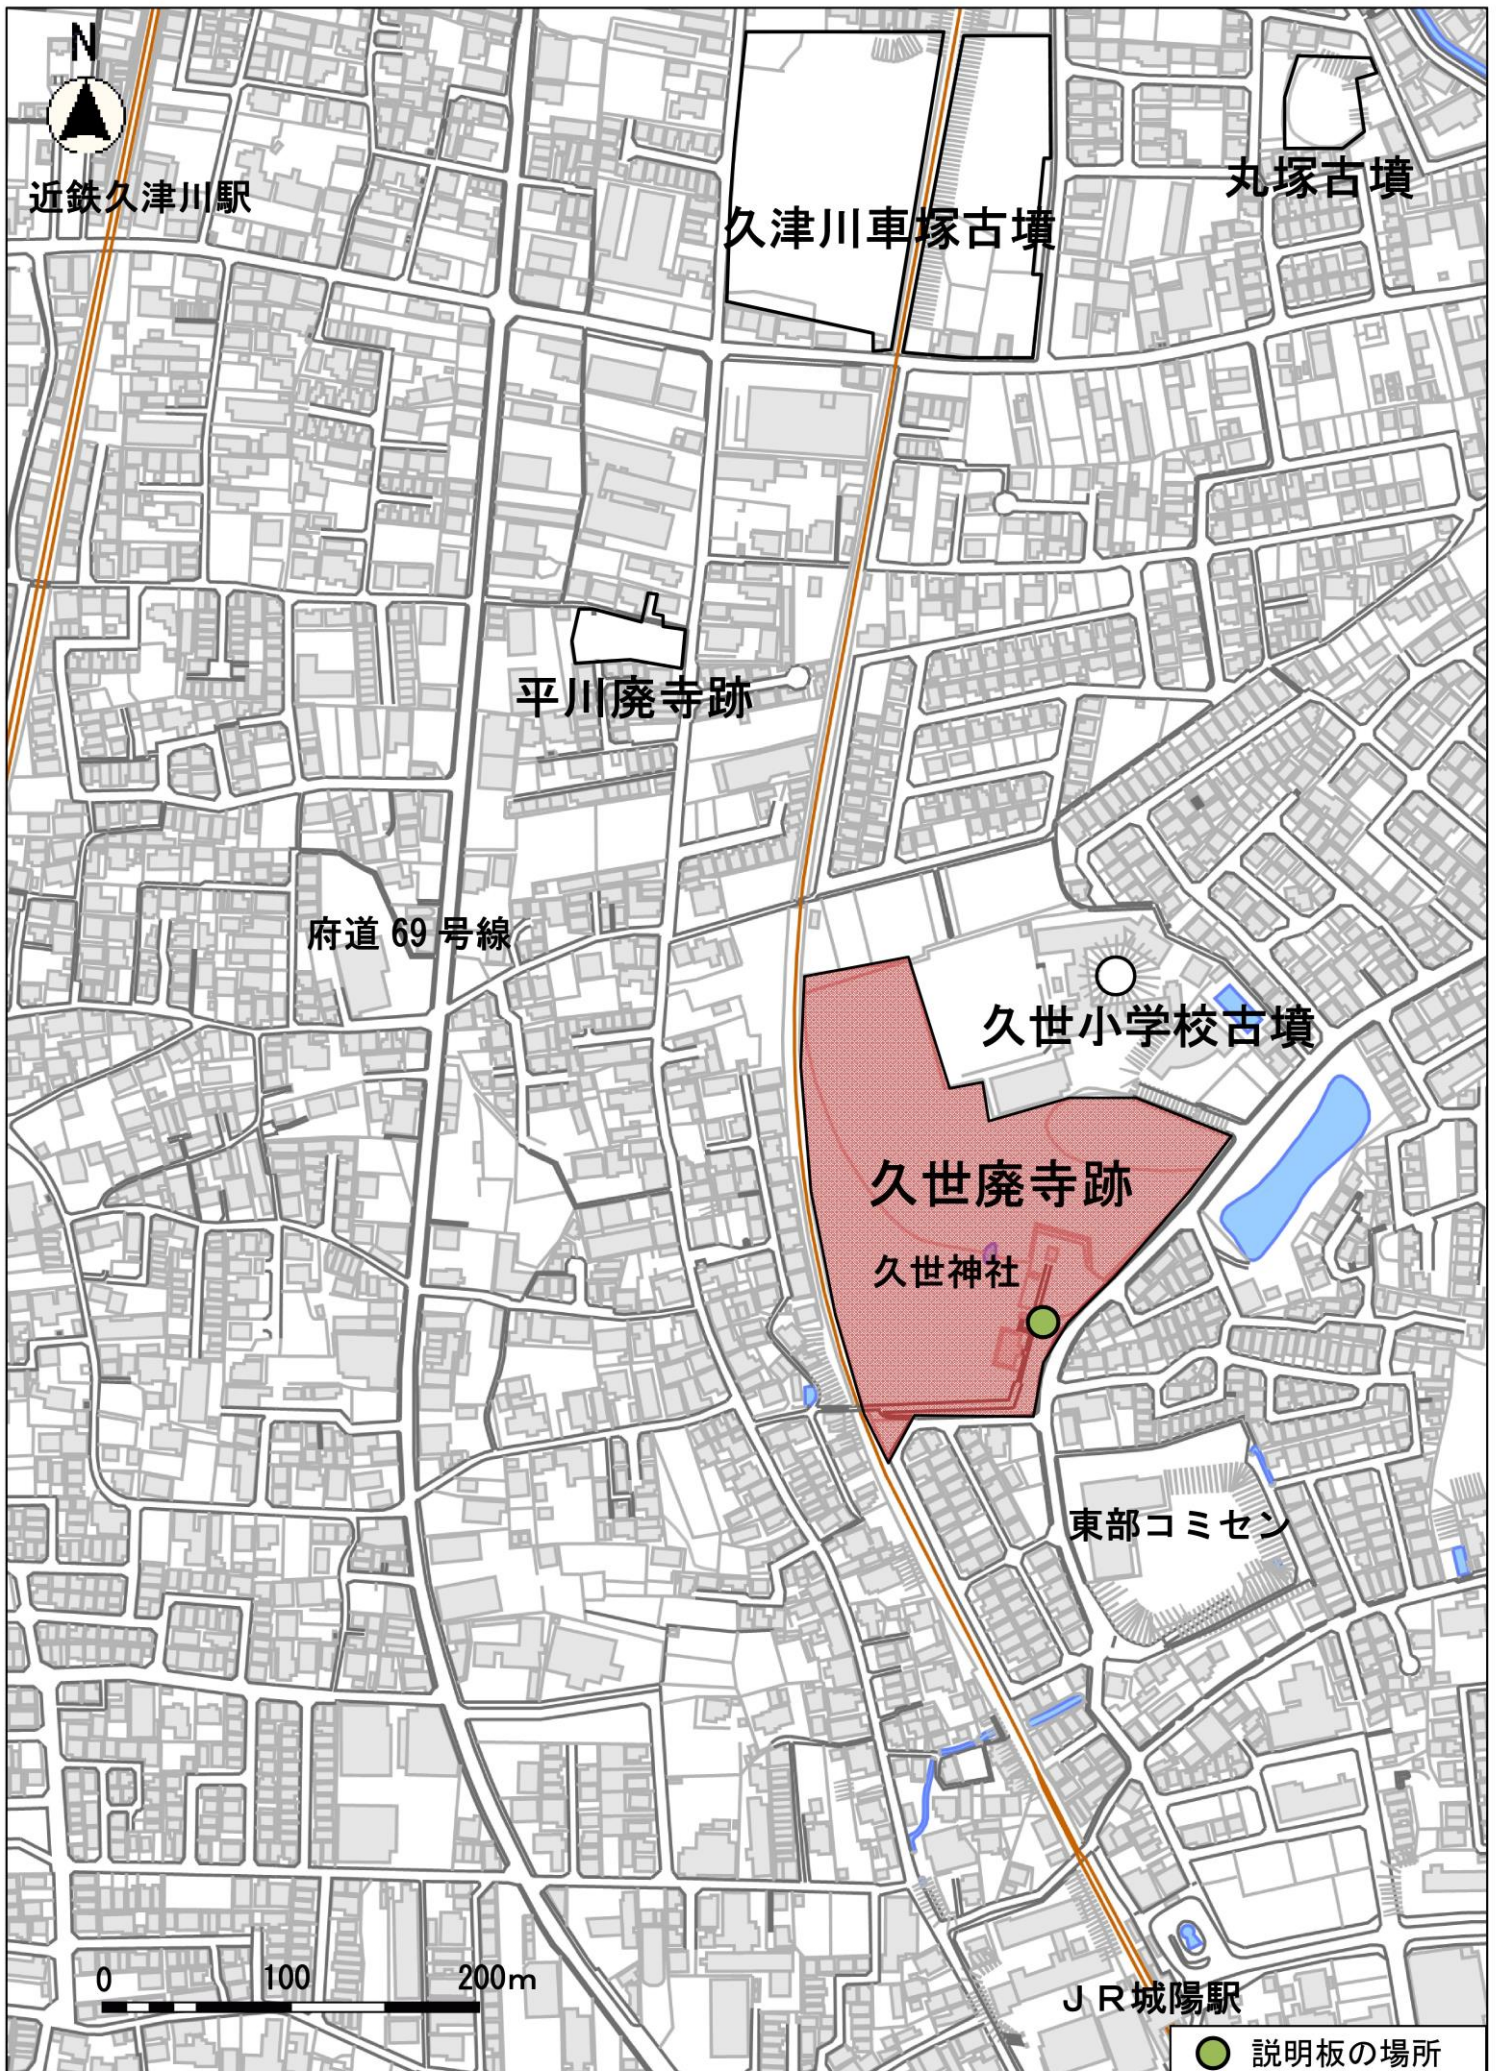 N
近鉄久津川駅
丸塚古墳
久津川車塚古墳
平川廃寺跡
府道 69 号線
久世小学校古墳
久世廃寺跡
久世神社
東部コミセン
0 100 200m
JR城陽駅
説明板の場所